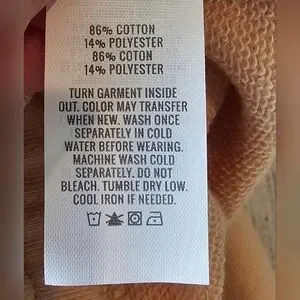 86% COTTON
14% POLYESTER
86% COTON
14% POLYESTER
TURN GARMENT INSIDE
OUT. COLOR MAY TRANSFER
WHEN NEW. WASH ONCE
SEPARATELY IN COLD
WATER BEFORE WEARING.
MACHINE WASH COLD
SEPARATELY. DO NOT
BLEACH. TUMBLE DRY LOW.
COOL IRON IF NEEDED.